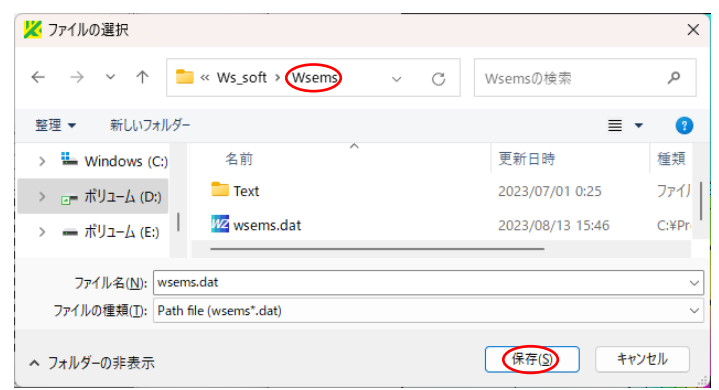 ファイルの選択
« Ws_soft › Wsems
Wsemsの検索
整理 新しいフォルダー
名前 更新日時 種類
Windows (C:)
ボリューム (D:)
ボリューム (E:)
Text 2023/07/01 0:25 ファイル
wsems.dat 2023/08/13 15:46 C:¥Pr
ファイル名(N): wsems.dat
ファイルの種類(T): Path file (wsems*.dat)
フォルダーの非表示 保存(S) キャンセル